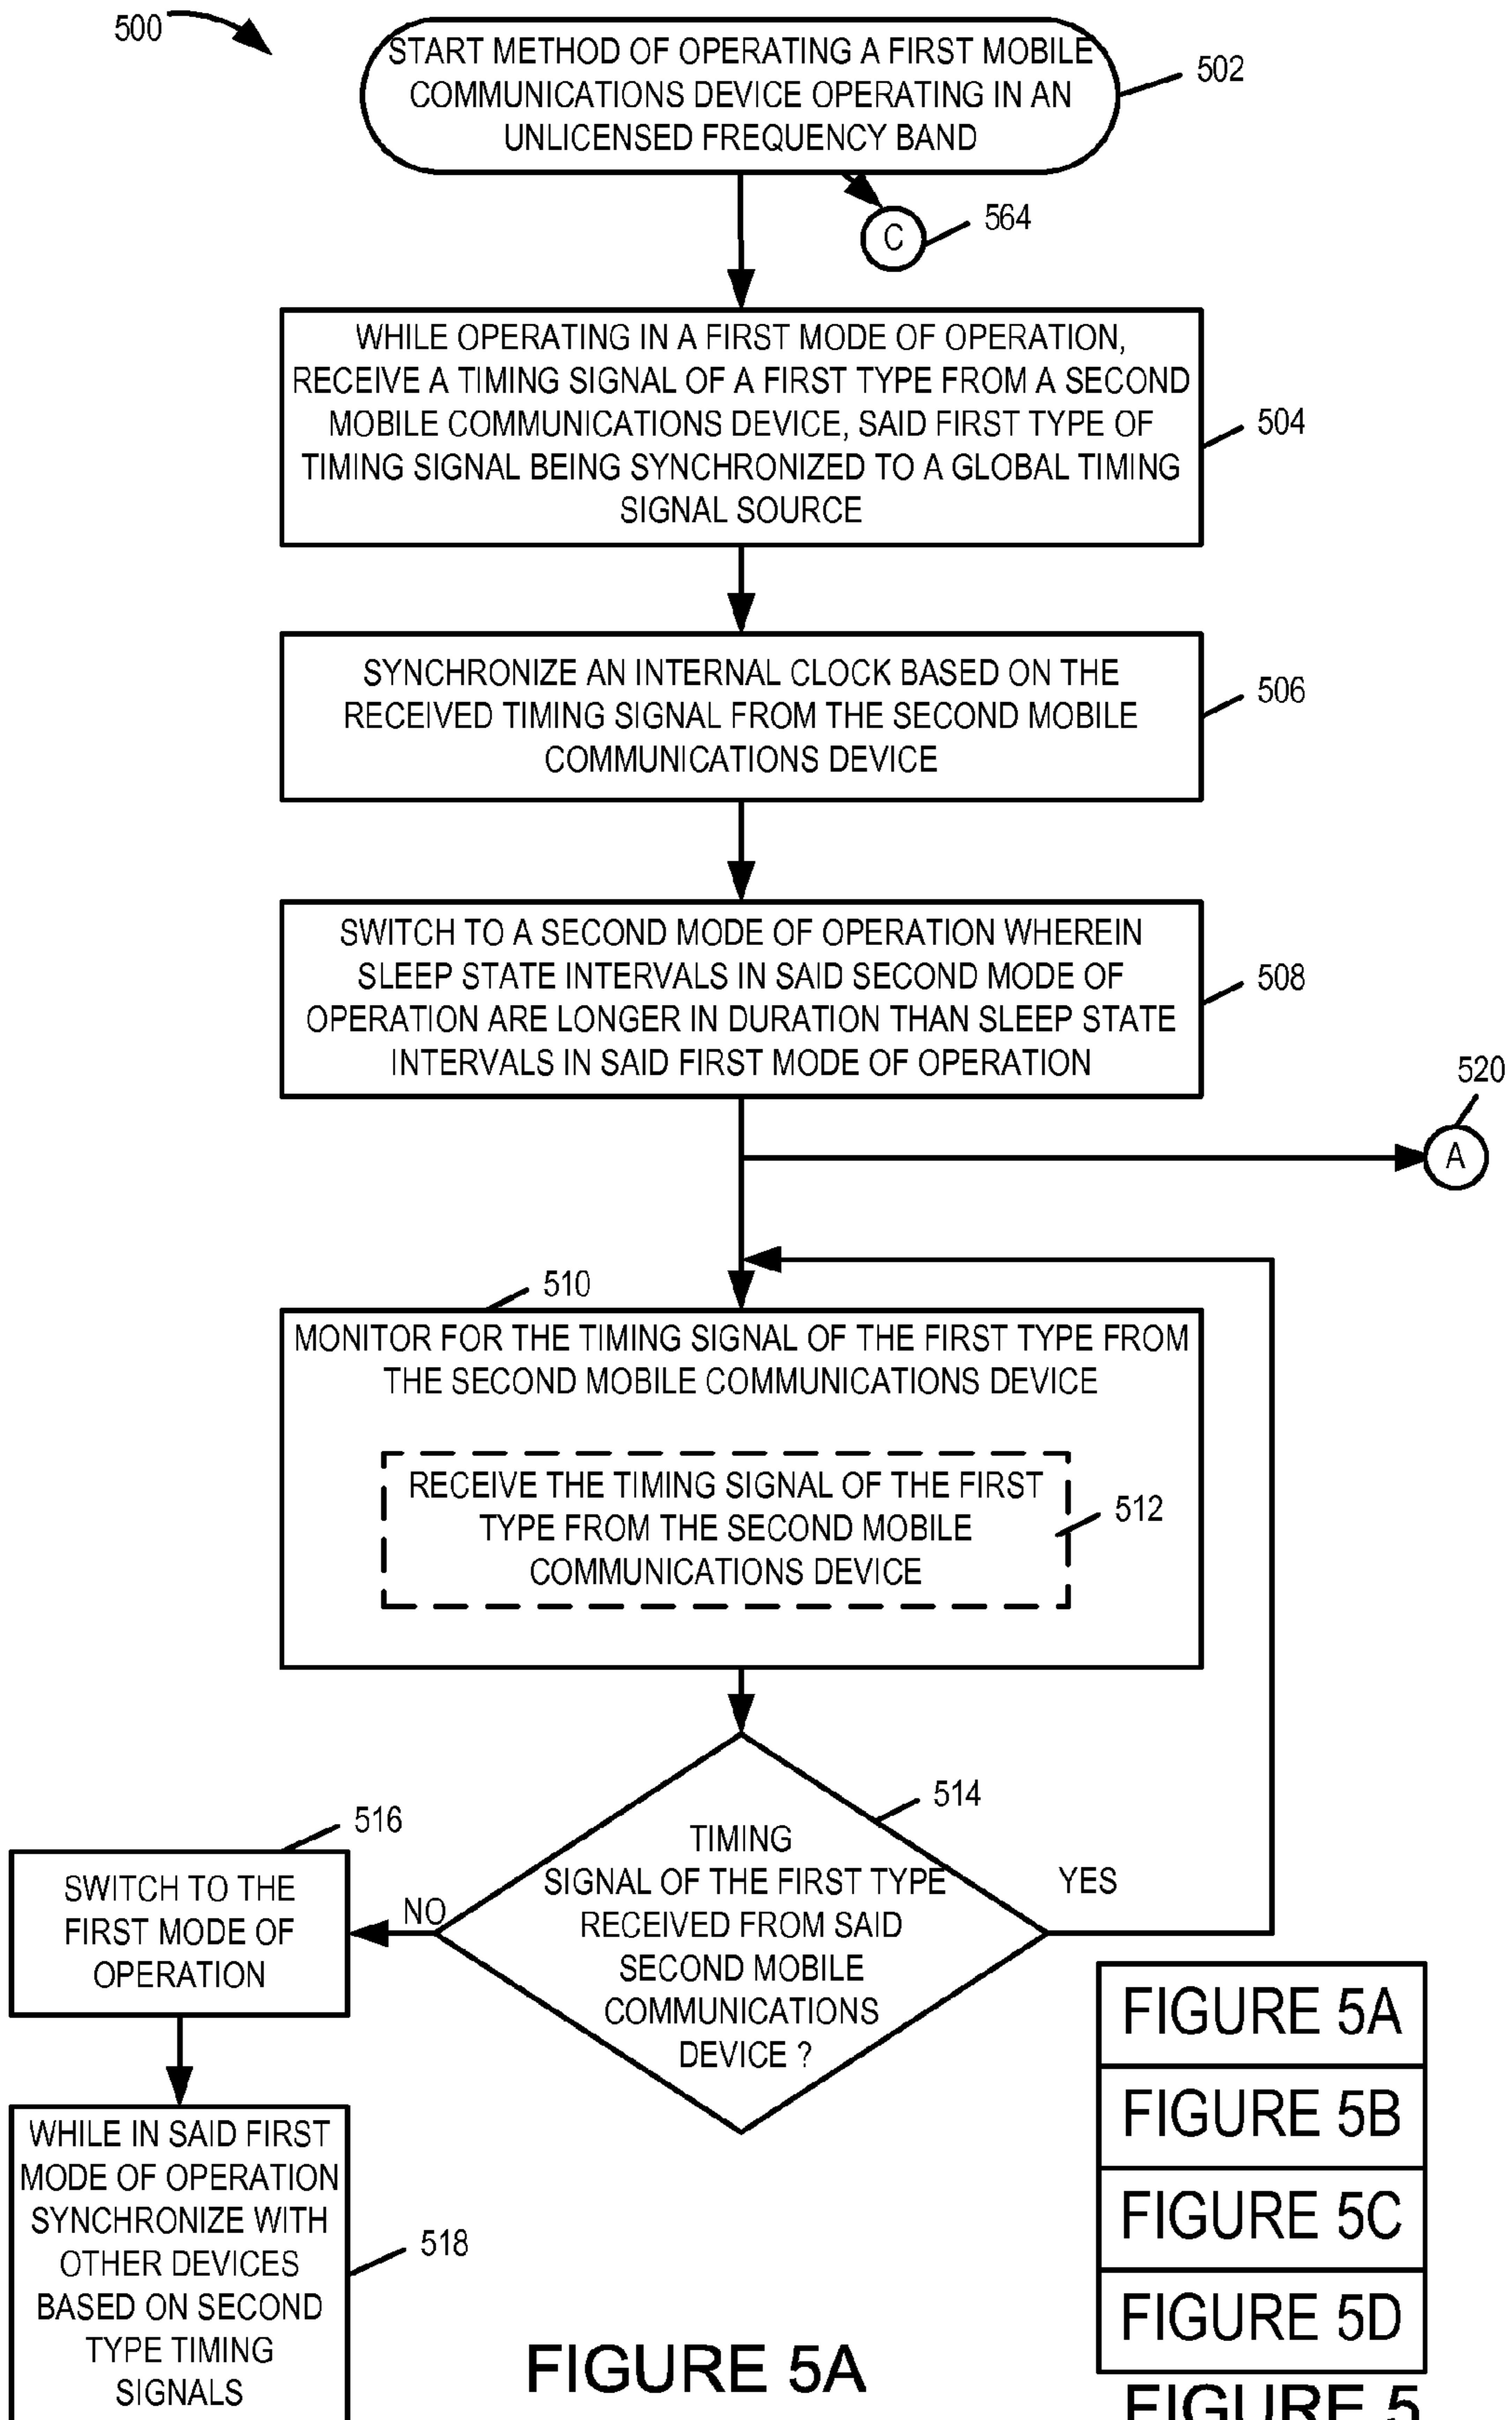 500
START METHOD OF OPERATING A FIRST MOBILE
COMMUNICATIONS DEVICE OPERATING IN AN
UNLICENSED FREQUENCY BAND
502
C
564
WHILE OPERATING IN A FIRST MODE OF OPERATION,
RECEIVE A TIMING SIGNAL OF A FIRST TYPE FROM A SECOND
MOBILE COMMUNICATIONS DEVICE, SAID FIRST TYPE OF
TIMING SIGNAL BEING SYNCHRONIZED TO A GLOBAL TIMING
SIGNAL SOURCE
504
SYNCHRONIZE AN INTERNAL CLOCK BASED ON THE
RECEIVED TIMING SIGNAL FROM THE SECOND MOBILE
COMMUNICATIONS DEVICE
506
SWITCH TO A SECOND MODE OF OPERATION WHEREIN
SLEEP STATE INTERVALS IN SAID SECOND MODE OF
OPERATION ARE LONGER IN DURATION THAN SLEEP STATE
INTERVALS IN SAID FIRST MODE OF OPERATION
508
520
A
510
MONITOR FOR THE TIMING SIGNAL OF THE FIRST TYPE FROM
THE SECOND MOBILE COMMUNICATIONS DEVICE
RECEIVE THE TIMING SIGNAL OF THE FIRST
TYPE FROM THE SECOND MOBILE
COMMUNICATIONS DEVICE
512
514
TIMING
SIGNAL OF THE FIRST TYPE
RECEIVED FROM SAID
SECOND MOBILE
COMMUNICATIONS
DEVICE ?
YES
NO
516
SWITCH TO THE
FIRST MODE OF
OPERATION
WHILE IN SAID FIRST
MODE OF OPERATION
SYNCHRONIZE WITH
OTHER DEVICES
BASED ON SECOND
TYPE TIMING
SIGNALS
518
FIGURE 5A
FIGURE 5A
FIGURE 5B
FIGURE 5C
FIGURE 5D
FIGURE 5